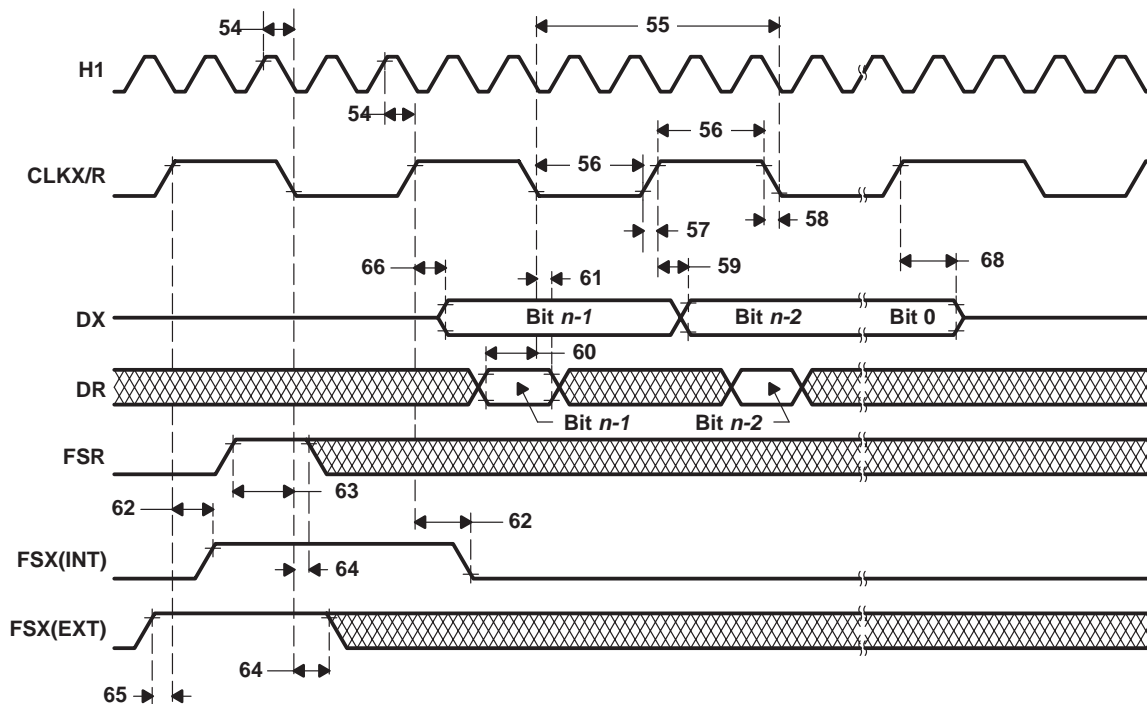 54
55
H1
54
56
CLKX/R
56
57
58
66
61
59
68
DX
Bit n-1
Bit n-2
Bit 0
60
DR
Bit n-1
Bit n-2
FSR
63
62
62
FSX(INT)
64
FSX(EXT)
64
65